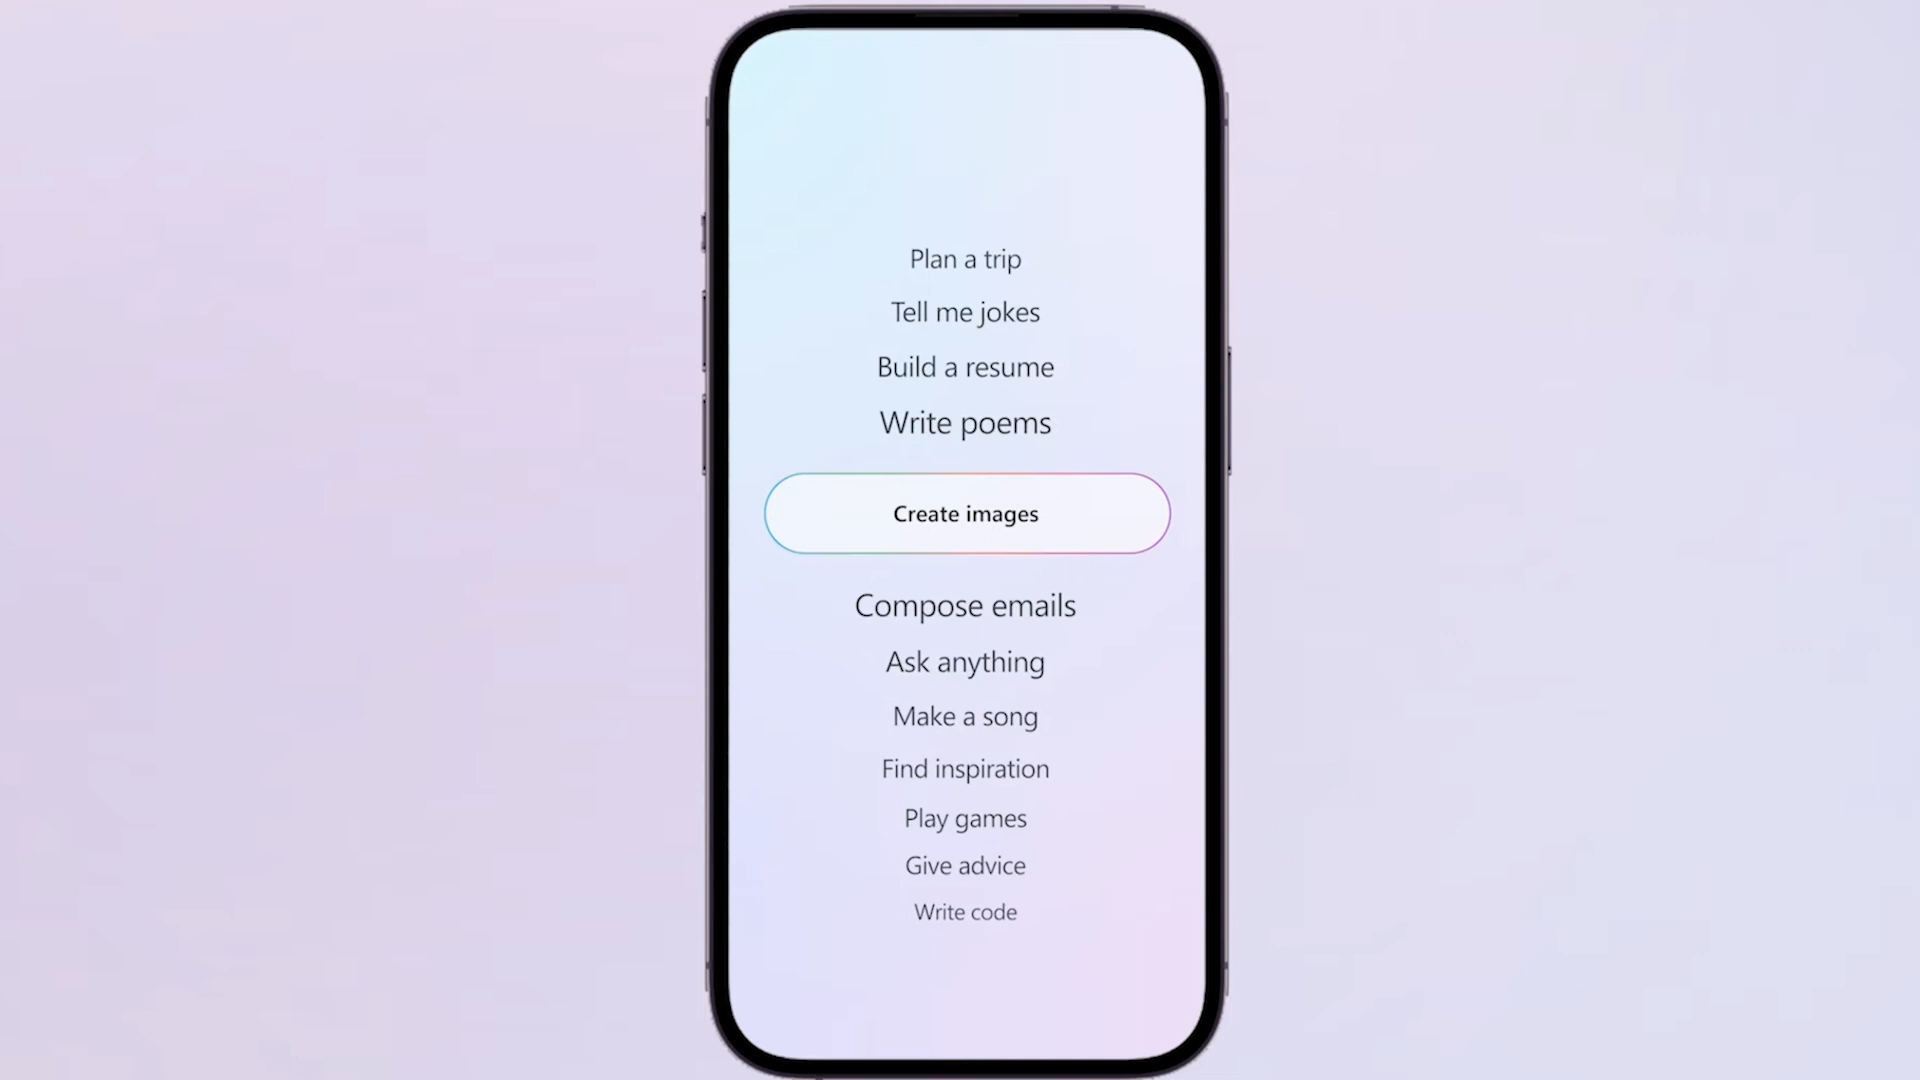 Plan a trip
Tell me jokes
Build a resume
Write poems
Create images
Compose emails
Ask anything
Make a song
Find inspiration
Play games
Give advice
Write code